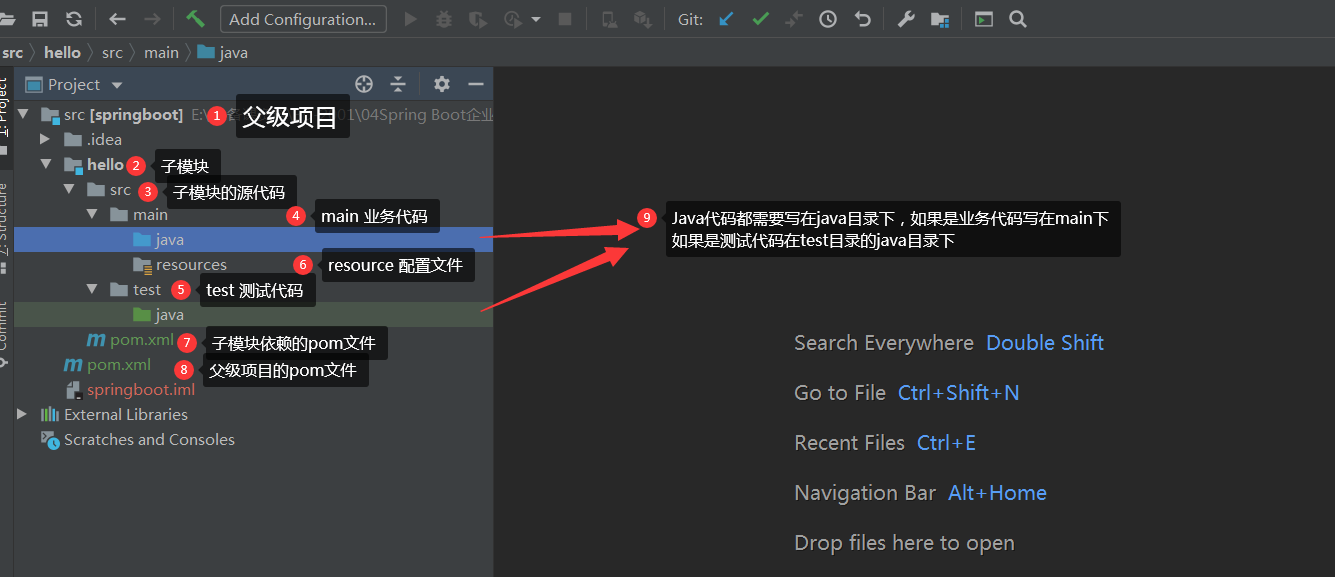 Add Configuration...
Git:
src hello src main java
1: Project
Project
src [springboot] E:\ 01\04Spring Boot企业
1 父级项目
.idea
hello 2 子模块
src 3 子模块的源代码
main 4 main 业务代码
java
resources 6 resource 配置文件
test 5 test 测试代码
java
pom.xml 7 子模块依赖的pom文件
pom.xml 8 父级项目的pom文件
springboot.iml
External Libraries
Scratches and Consoles
Structure
Commit
9 Java代码都需要写在java目录下，如果是业务代码写在main下
如果是测试代码在test目录的java目录下
Search Everywhere Double Shift
Go to File Ctrl+Shift+N
Recent Files Ctrl+E
Navigation Bar Alt+Home
Drop files here to open